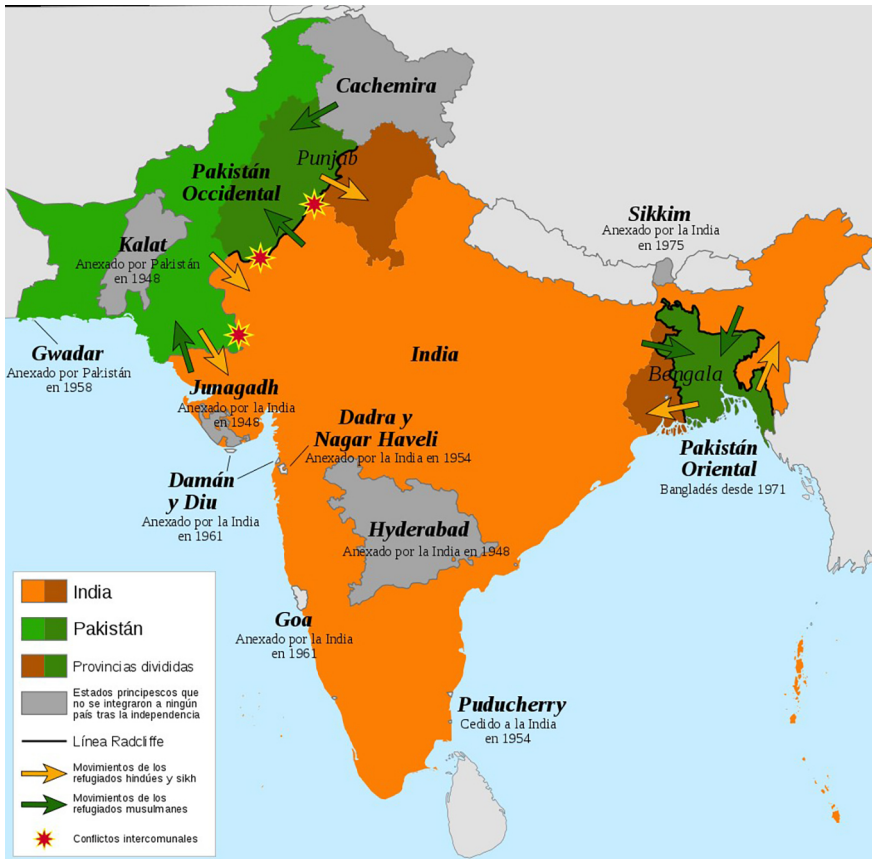 Cachemira
Punjab
Pakistán
Occidental
Kalat
Anexado por Pakistán
en 1948
Sikkim
Anexado por la India
en 1975
Gwadar
Anexado por Pakistán
en 1958
India
Bengala
Junagadh
Anexado por la India
en 1948
Dadra y
Nagar Haveli
Anexado por la India en 1954
Pakistán
Oriental
Bangladés desde 1971
Damán
y Diu
Anexado por la India
en 1961
Hyderabad
Anexado por la India en 1948
Goa
Anexado por la India
en 1961
Puducherry
Cedido a la India
en 1954
India
Pakistán
Provincias divididas
Estados principescos que
no se integraron a ningún
país tras la independencia
Línea Radcliffe
Movimientos de los
refugiados hindúes y sikh
Movimientos de los
refugiados musulmanes
Conflictos intercomunales